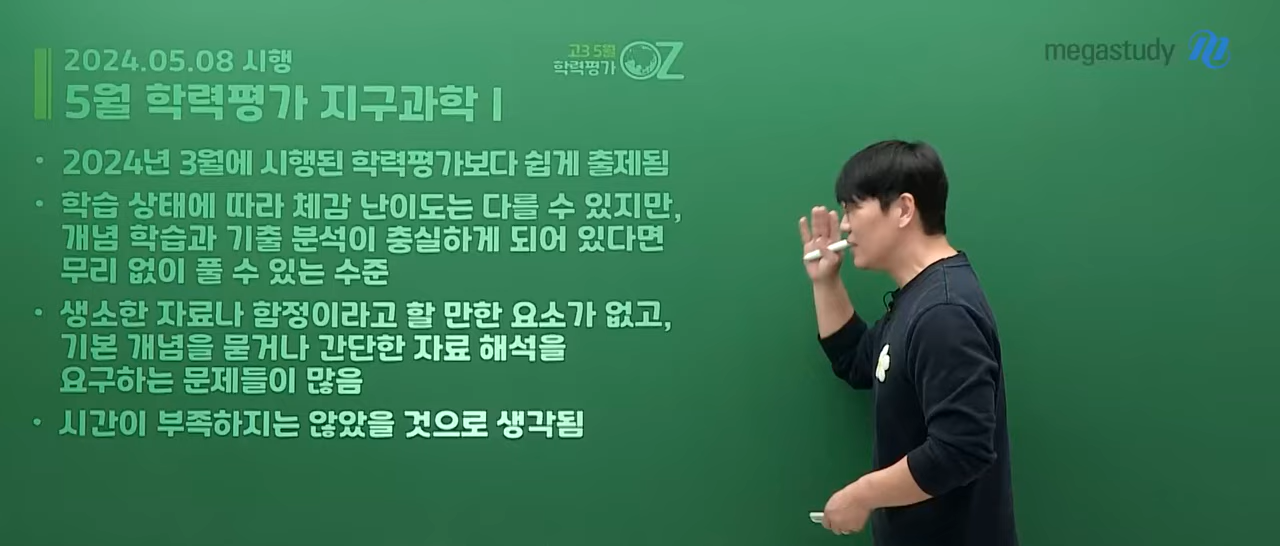 2024.05.08 시행
5월 학력평가 지구과학 I
고3 5월
학력평가 OZ
megastudy
• 2024년 3월에 시행된 학력평가보다 쉽게 출제됨
• 학습 상태에 따라 체감 난이도는 다를 수 있지만,
개념 학습과 기출 분석이 충실하게 되어 있다면
무리 없이 풀 수 있는 수준
• 생소한 자료나 함정이라고 할 만한 요소가 없고,
기본 개념을 묻거나 간단한 자료 해석을
요구하는 문제들이 많음
• 시간이 부족하지는 않았을 것으로 생각됨